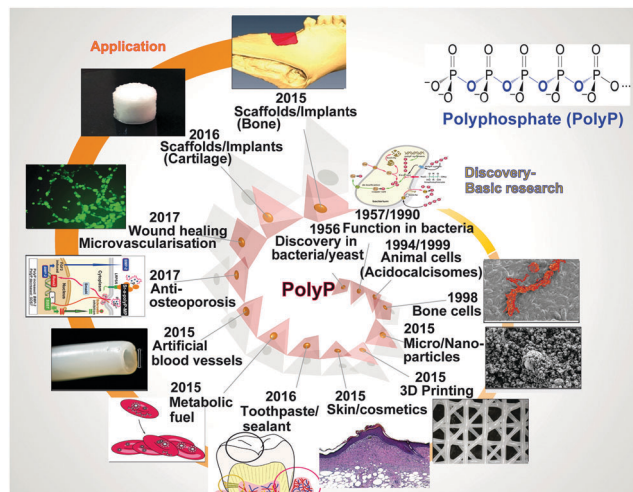 Application
2015
Scaffolds/Implants
(Bone)
2016
Scaffolds/Implants
(Cartilage)
2017
Wound healing
Microvascularisation
2017
Anti-
osteoporosis
2015
Artificial
blood vessels
2015
Metabolic
fuel
2016
Toothpaste/
sealant
2015
Skin/cosmetics
2015
3D Printing
2015
Micro/Nano-
particles
1998
Bone cells
1994/1999
Animal cells
(Acidocalcisomes)
1957/1990
Function in bacteria
1956
Discovery in
bacteria/yeast
PolyP
Discovery-
Basic research
O O O O O
P P P P P
⁻O O O O O O ...
O⁻ O⁻ O⁻ O⁻ O⁻
Polyphosphate (PolyP)
bacterium
Cytoplasm